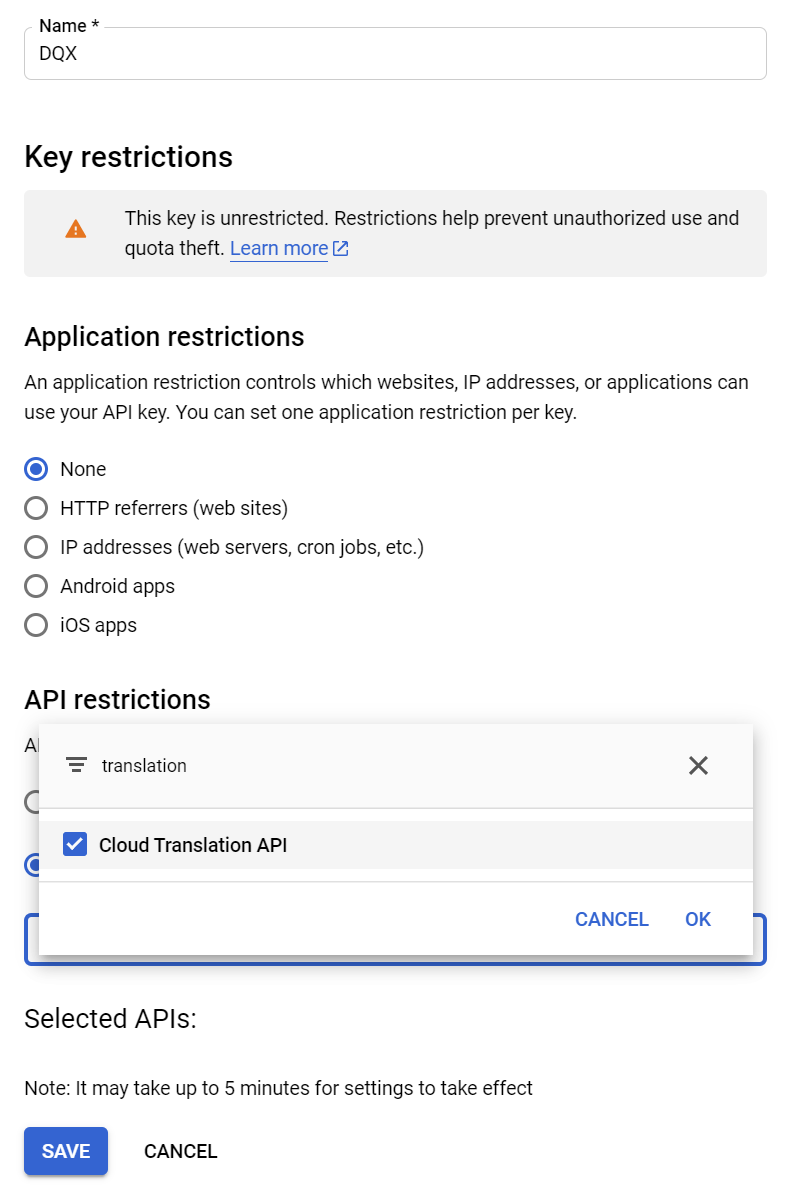 Name *
DQX
Key restrictions
This key is unrestricted. Restrictions help prevent unauthorized use and
quota theft. Learn more
Application restrictions
An application restriction controls which websites, IP addresses, or applications can
use your API key. You can set one application restriction per key.
None
HTTP referrers (web sites)
IP addresses (web servers, cron jobs, etc.)
Android apps
iOS apps
API restrictions
translation
Cloud Translation API
CANCEL OK
Selected APIs:
Note: It may take up to 5 minutes for settings to take effect
SAVE CANCEL